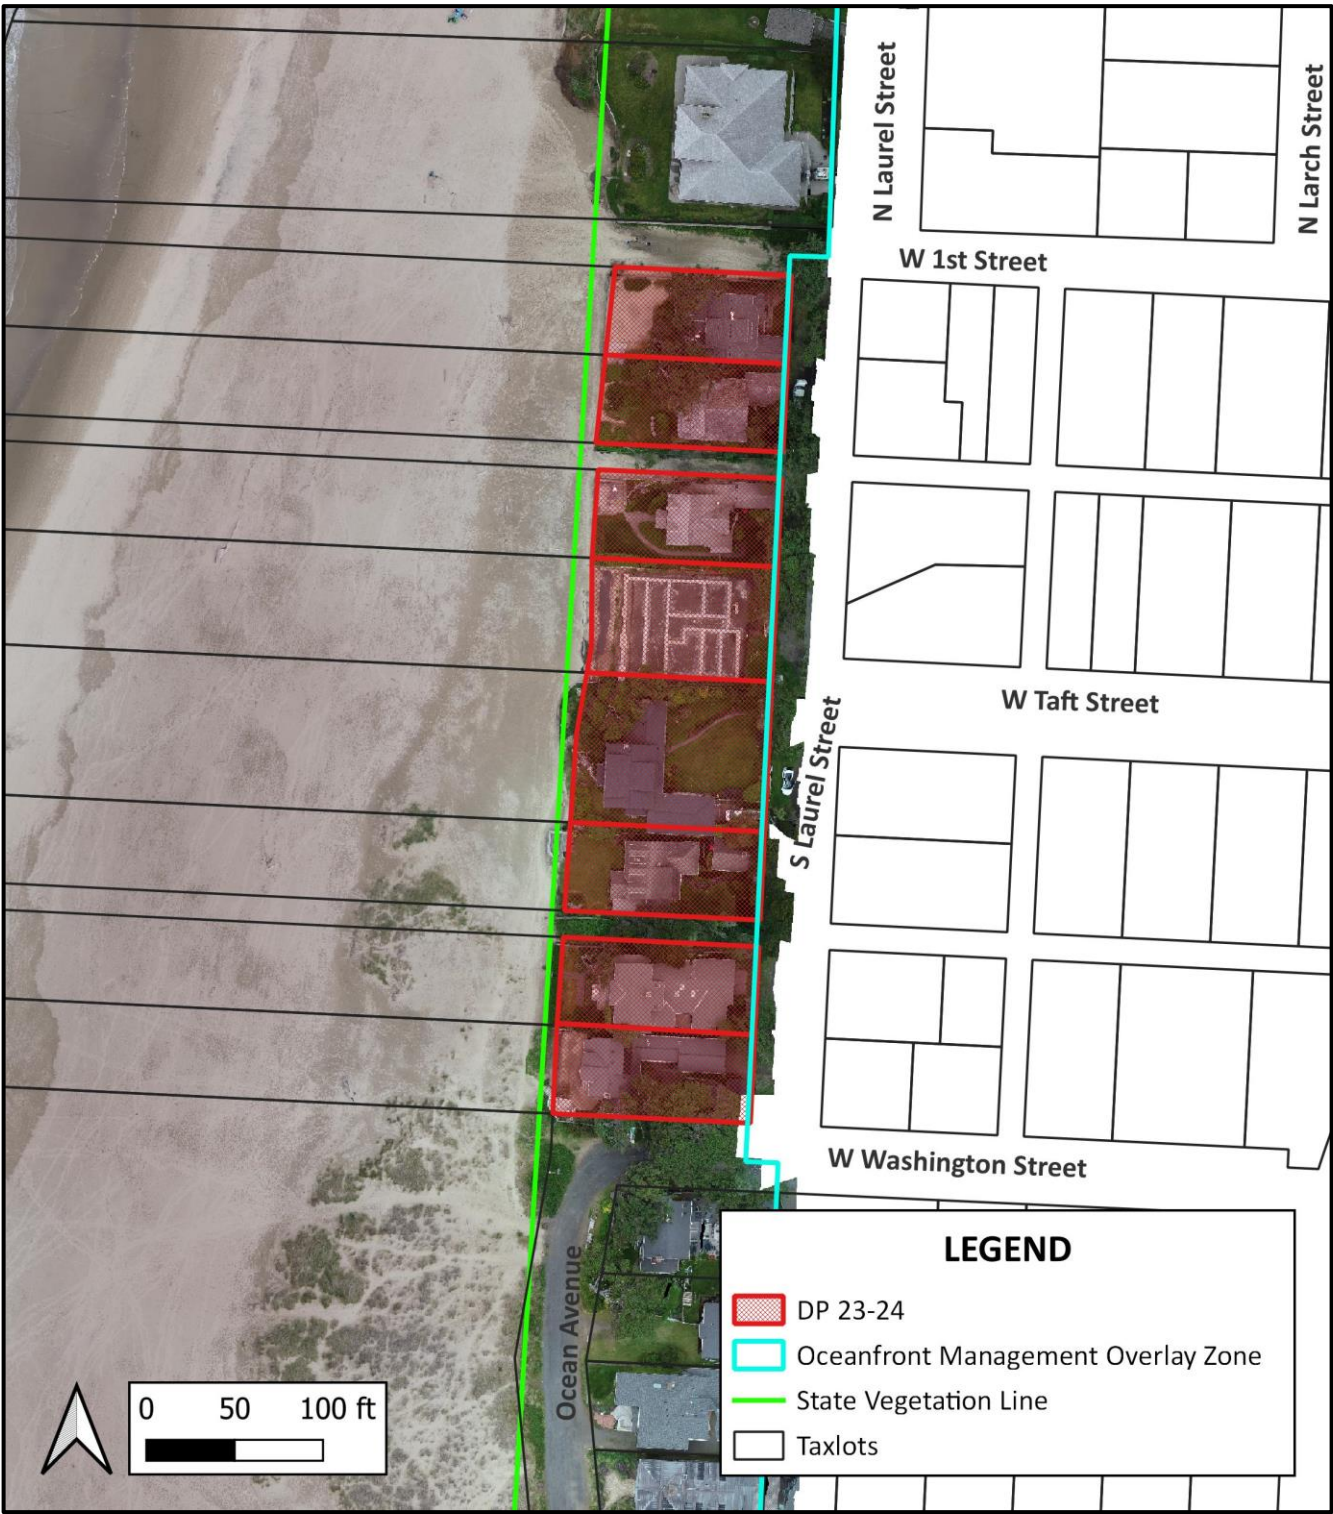 N Laurel Street
N Larch Street
W 1st Street
W Taft Street
S Laurel Street
W Washington Street
Ocean Avenue
LEGEND
DP 23-24
Oceanfront Management Overlay Zone
State Vegetation Line
Taxlots
0 50 100 ft